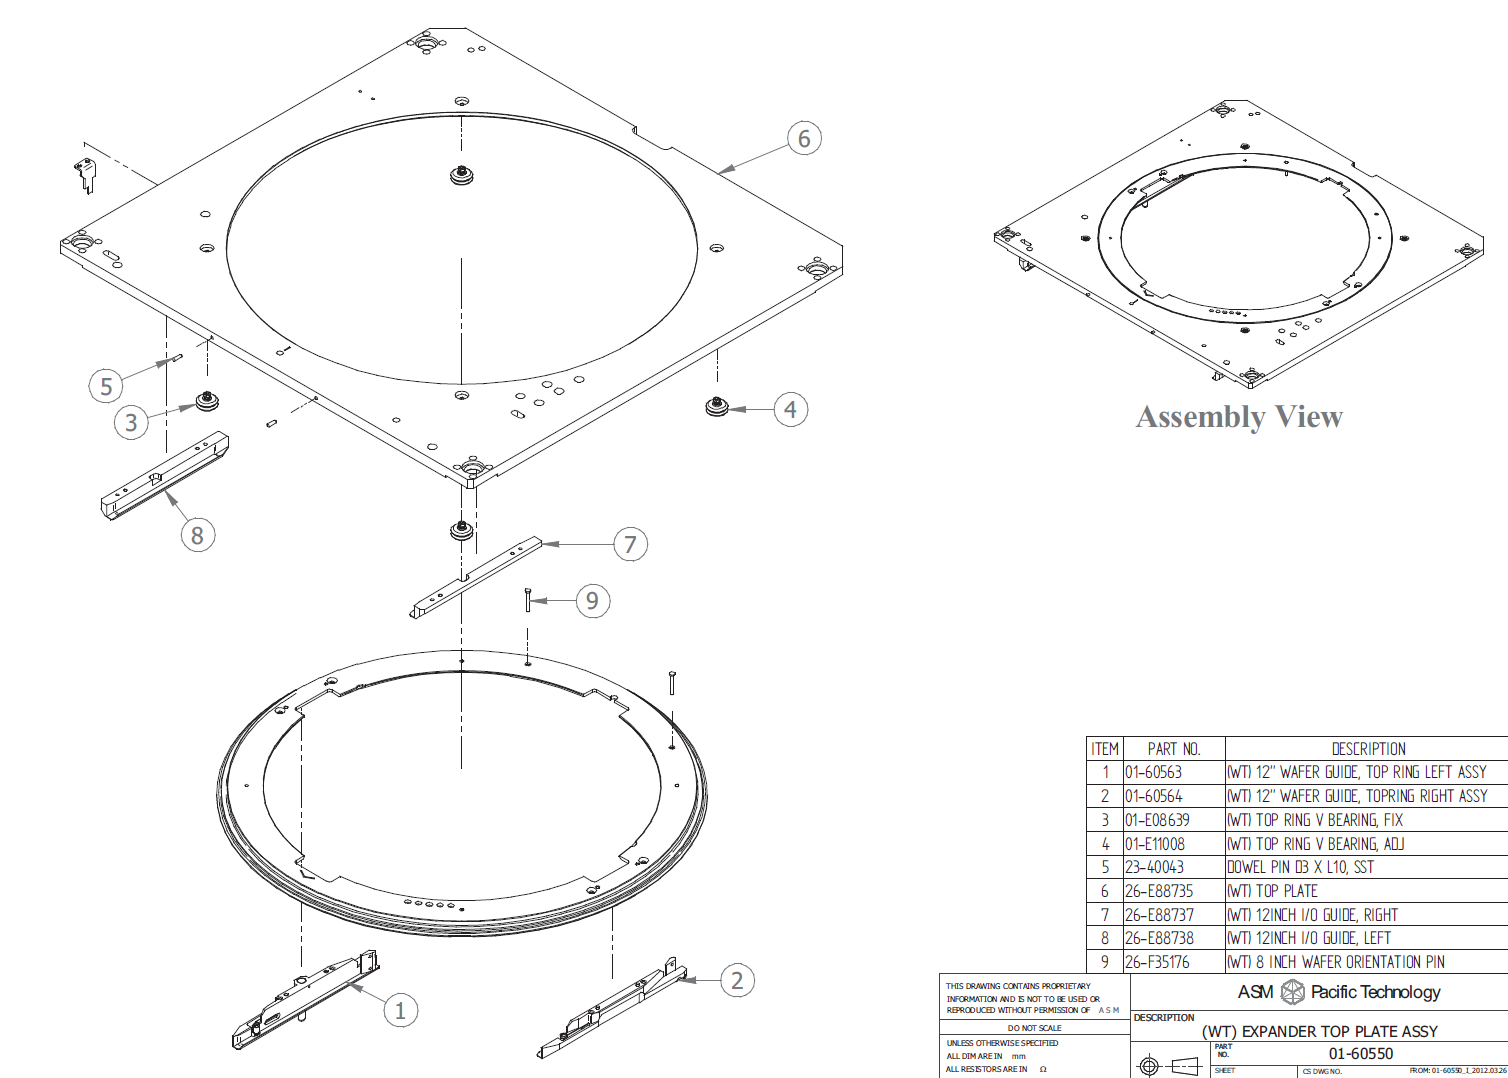 6
5
3
4
8
7
9
1
2
Assembly View
ITEM PART NO. DESCRIPTION
1 01-60563 (WT) 12" WAFER GUIDE, TOP RING LEFT ASSY
2 01-60564 (WT) 12" WAFER GUIDE, TOPRING RIGHT ASSY
3 01-E08639 (WT) TOP RING V BEARING, FIX
4 01-E11008 (WT) TOP RING V BEARING, ADJ
5 23-40043 DOWEL PIN D3 X L10, SST
6 26-E88735 (WT) TOP PLATE
7 26-E88737 (WT) 12INCH I/O GUIDE, RIGHT
8 26-E88738 (WT) 12INCH I/O GUIDE, LEFT
9 26-F35176 (WT) 8 INCH WAFER ORIENTATION PIN
THIS DRAWING CONTAINS PROPRIETARY
INFORMATION AND IS NOT TO BE USED OR
REPRODUCED WITHOUT PERMISSION OF ASM
DO NOT SCALE
UNLESS OTHERWISE SPECIFIED
ALL DIM ARE IN mm
ALL RESISTORS ARE IN Ω
ASM Pacific Technology
DESCRIPTION
(WT) EXPANDER TOP PLATE ASSY
PART
NO.
01-60550
SHEET
CS DWG NO.
FROM: 01-60550_I_2012.03.26